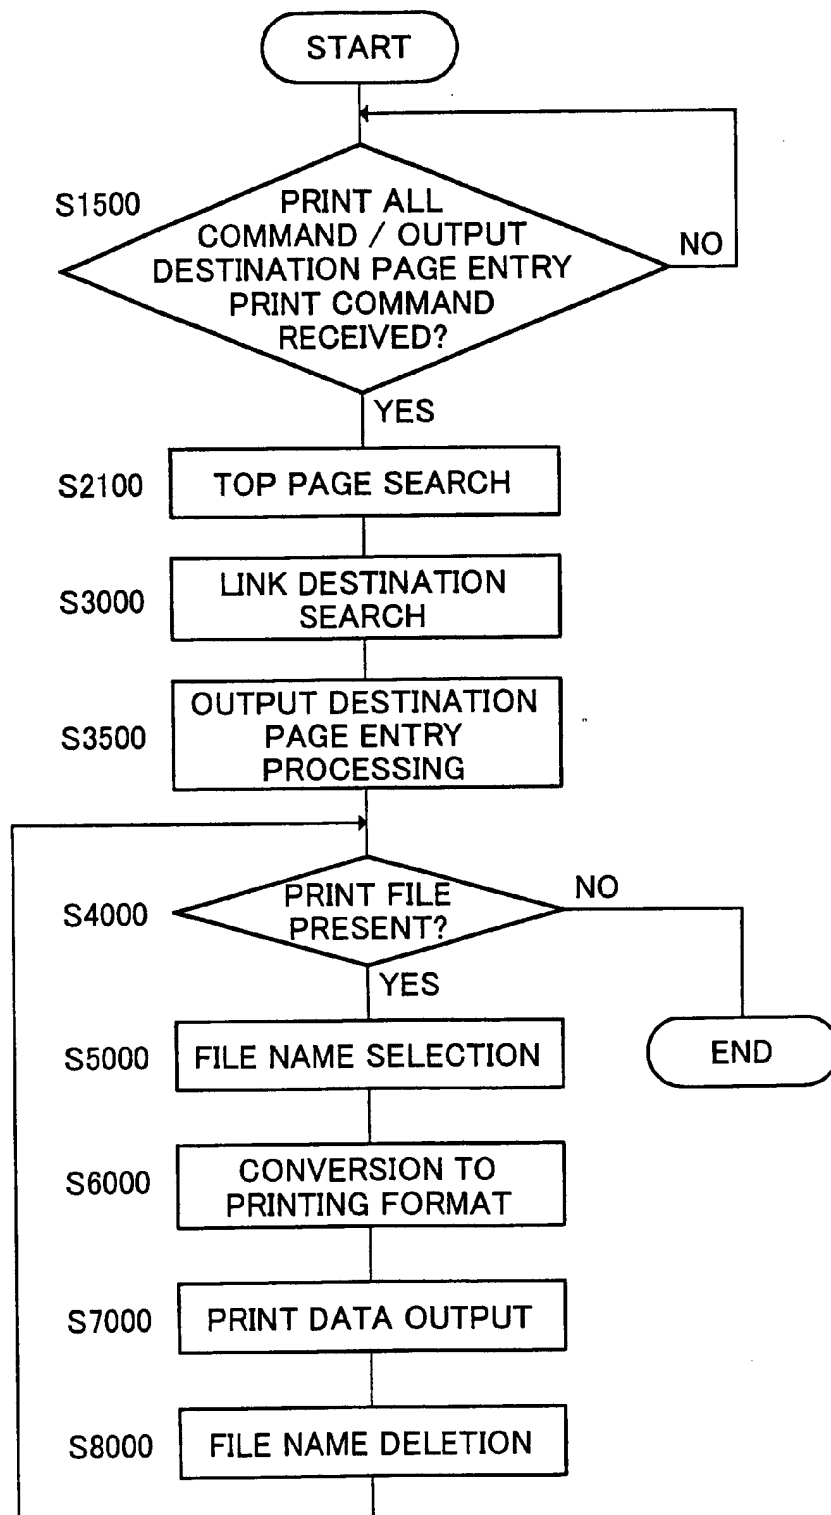 START
S1500
PRINT ALL
COMMAND / OUTPUT
DESTINATION PAGE ENTRY
PRINT COMMAND
RECEIVED?
NO
YES
S2100
TOP PAGE SEARCH
S3000
LINK DESTINATION
SEARCH
S3500
OUTPUT DESTINATION
PAGE ENTRY
PROCESSING
S4000
PRINT FILE
PRESENT?
NO
YES
S5000
FILE NAME SELECTION
END
S6000
CONVERSION TO
PRINTING FORMAT
S7000
PRINT DATA OUTPUT
S8000
FILE NAME DELETION